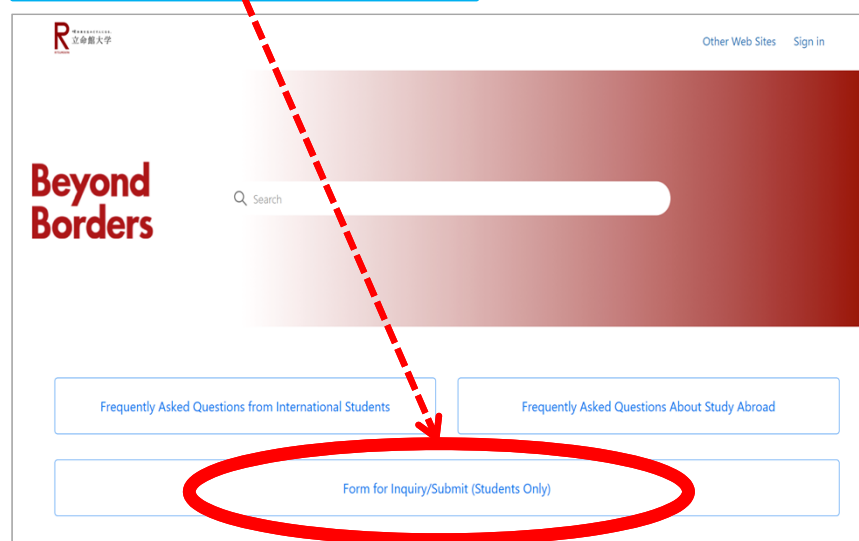 R 立命館大学
Other Web Sites Sign in
Beyond
Borders
Search
Frequently Asked Questions from International Students
Frequently Asked Questions About Study Abroad
Form for Inquiry/Submit (Students Only)